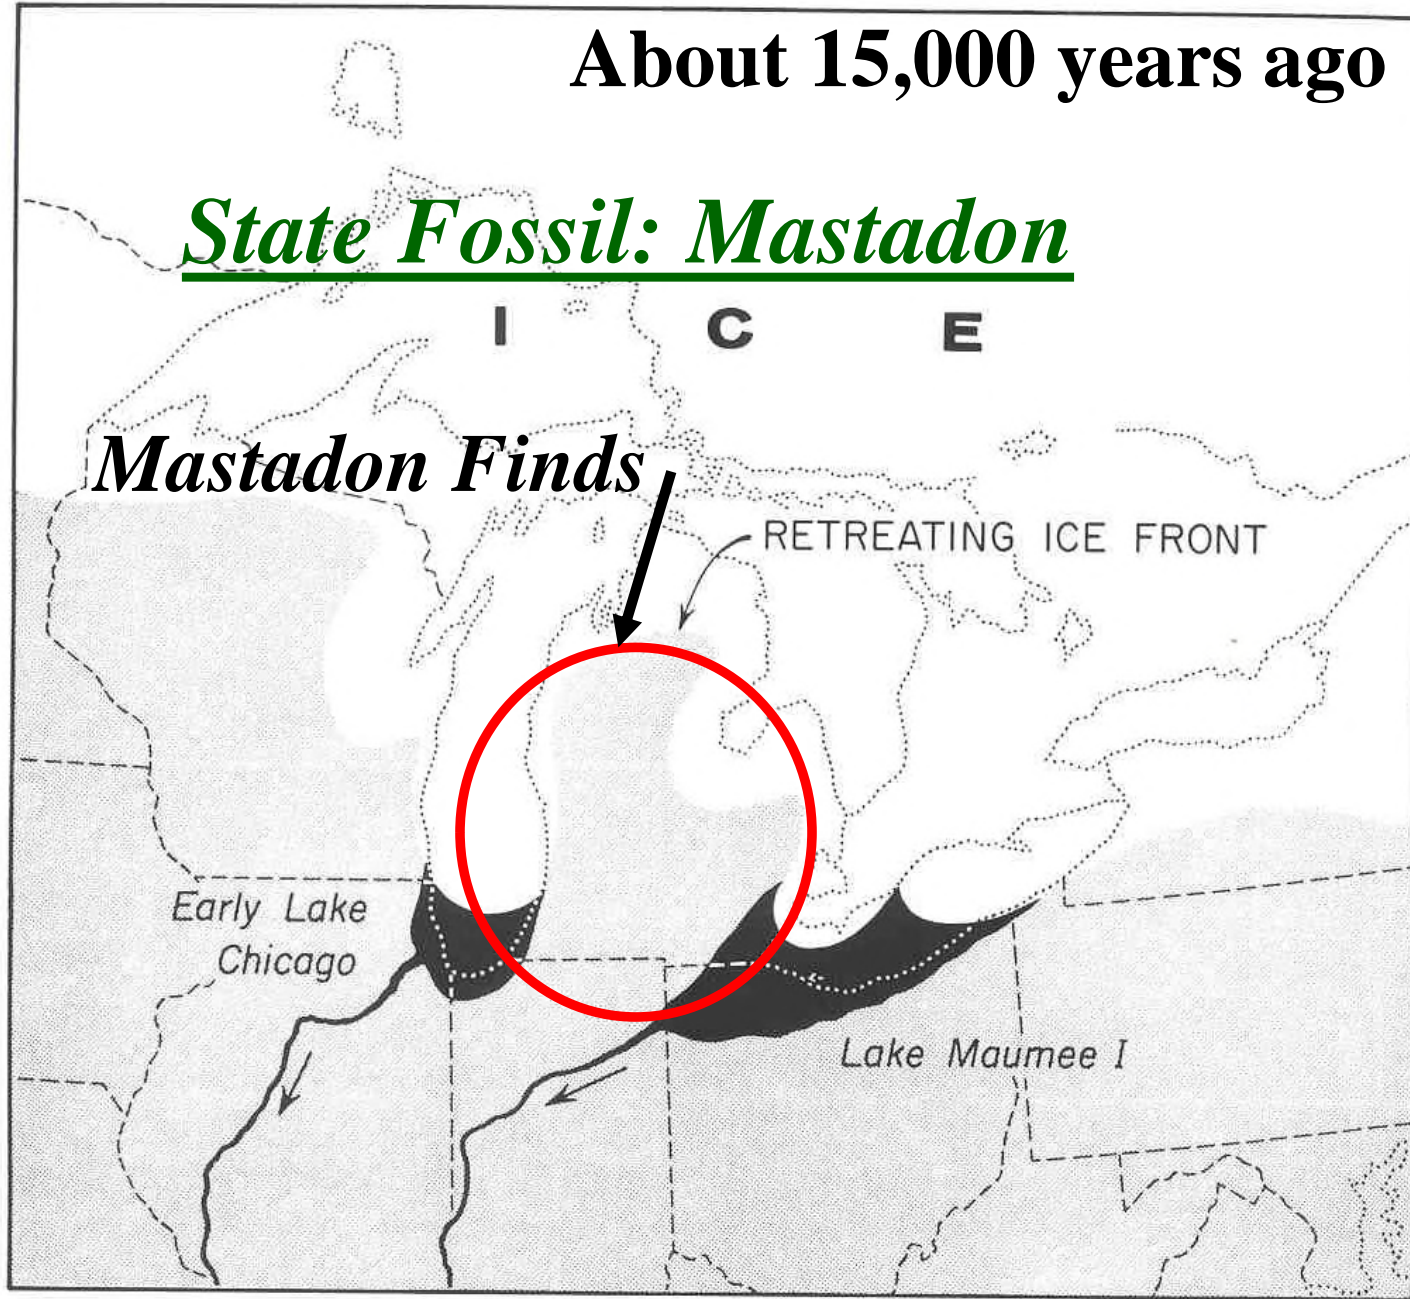 About 15,000 years ago
State Fossil: Mastadon
I C E
Mastadon Finds
RETREATING ICE FRONT
Early Lake
Chicago
Lake Maumee I